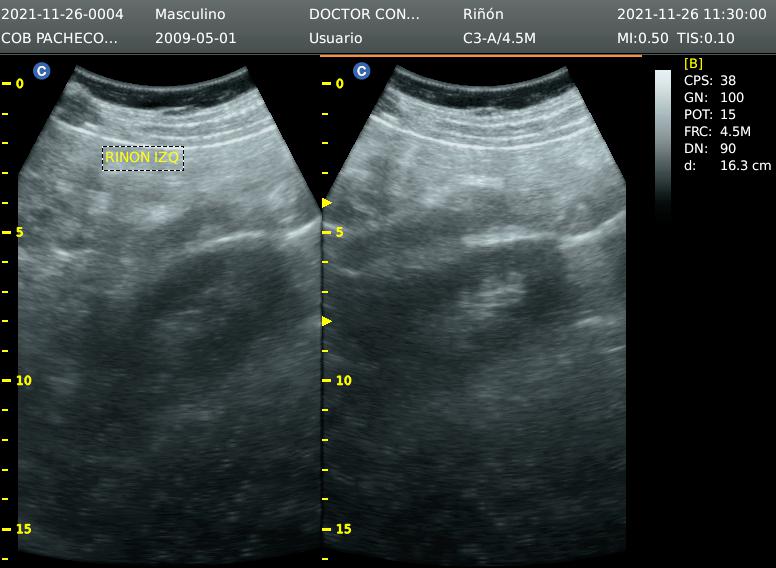 2021-11-26-0004 Masculino DOCTOR CON... Riñón 2021-11-26 11:30:00
COB PACHECO... 2009-05-01 Usuario C3-A/4.5M MI:0.50 TIS:0.10
C C
[B]
CPS: 38
GN: 100
POT: 15
FRC: 4.5M
DN: 90
d: 16.3 cm
0 0
RINON IZQ
5 5
10 10
15 15